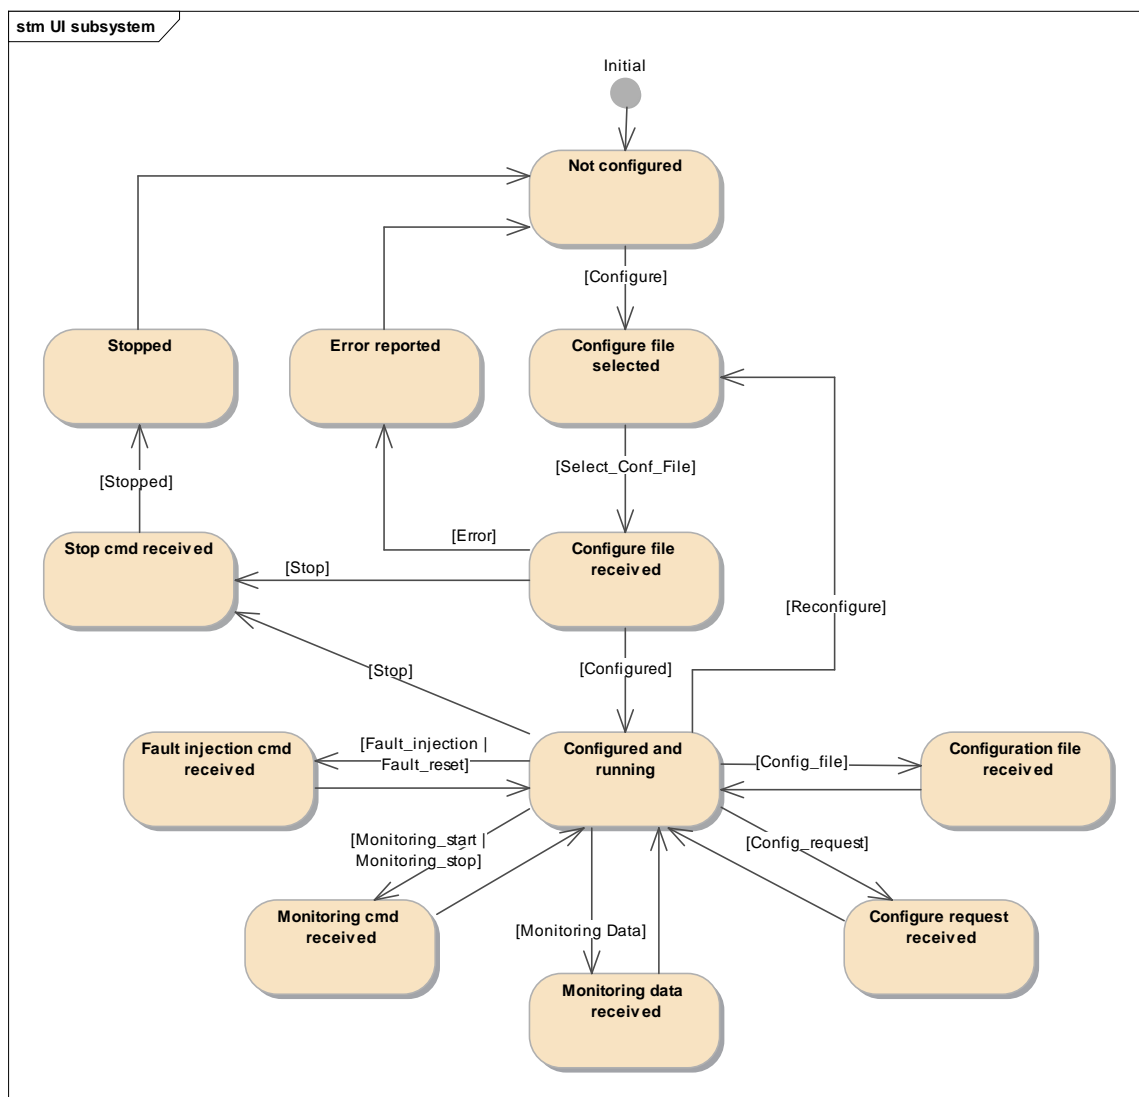 stm UI subsystem
Initial
Not configured
[Configure]
Stopped
Error reported
Configure file
selected
[Select_Conf_File]
[Stopped]
[Error]
Stop cmd received
Configure file
received
[Stop]
[Reconfigure]
[Configured]
[Stop]
Fault injection cmd
received
[Fault_injection |
Fault_reset]
Configured and
running
[Config_file]
Configuration file
received
[Monitoring_start |
Monitoring_stop]
[Config_request]
Monitoring cmd
received
[Monitoring Data]
Configure request
received
Monitoring data
received